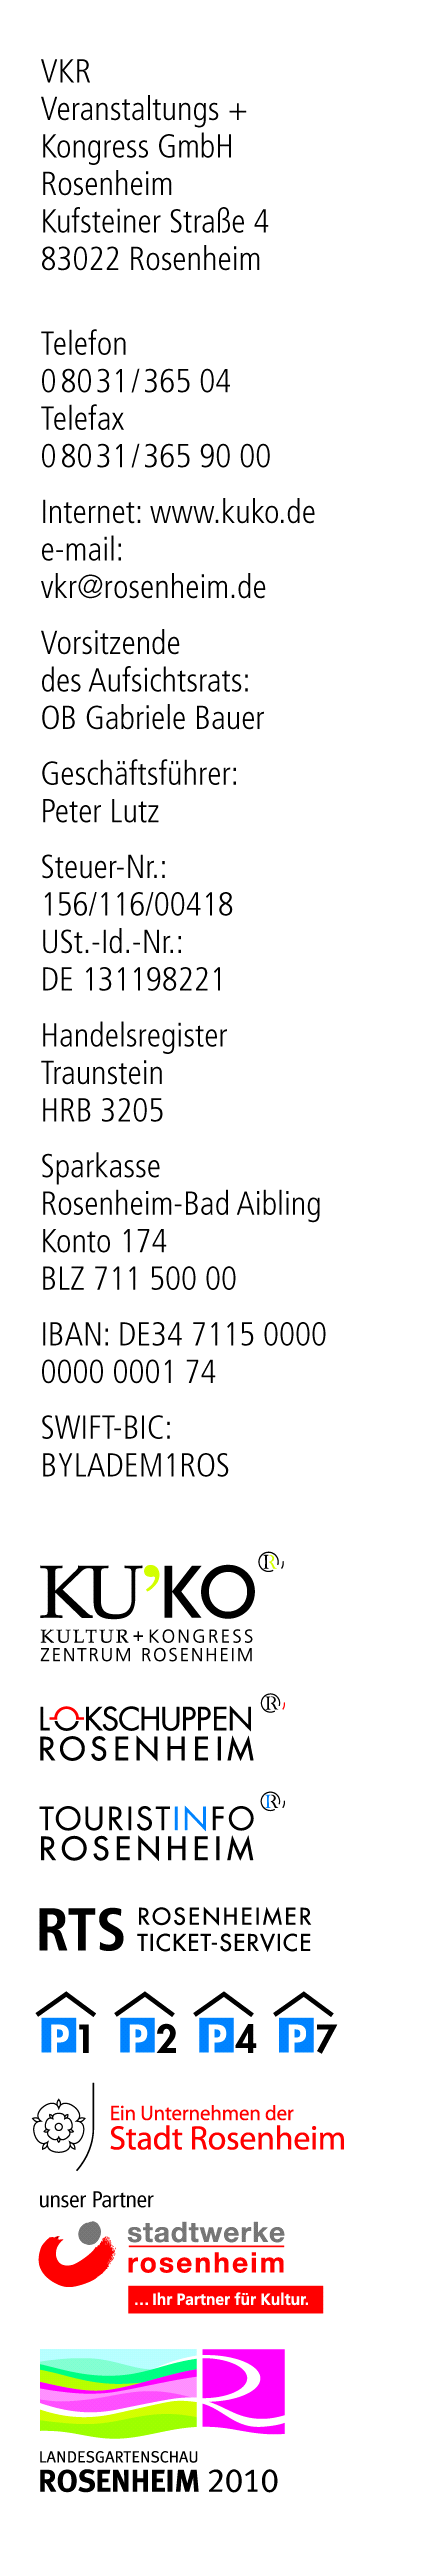 VKR
Veranstaltungs +
Kongress GmbH
Rosenheim
Kufsteiner Straße 4
83022 Rosenheim
Telefon
0 80 31 / 365 04
Telefax
0 80 31 / 365 90 00
Internet: www.kuko.de
e-mail:
vkr@rosenheim.de
Vorsitzende
des Aufsichtsrats:
OB Gabriele Bauer
Geschäftsführer:
Peter Lutz
Steuer-Nr.:
156/116/00418
USt.-Id.-Nr.:
DE 131198221
Handelsregister
Traunstein
HRB 3205
Sparkasse
Rosenheim-Bad Aibling
Konto 174
BLZ 711 500 00
IBAN: DE34 7115 0000
0000 0001 74
SWIFT-BIC:
BYLADEM1ROS
KU'KO ®
KULTUR+KONGRESS
ZENTRUM ROSENHEIM
LOKSCHUPPEN ®
ROSENHEIM
TOURISTINFO ®
ROSENHEIM
RTS ROSENHEIMER
TICKET-SERVICE
P1 P2 P4 P7
Ein Unternehmen der
Stadt Rosenheim
unser Partner
stadtwerke
rosenheim
... Ihr Partner für Kultur.
R
LANDESGARTENSCHAU
ROSENHEIM 2010